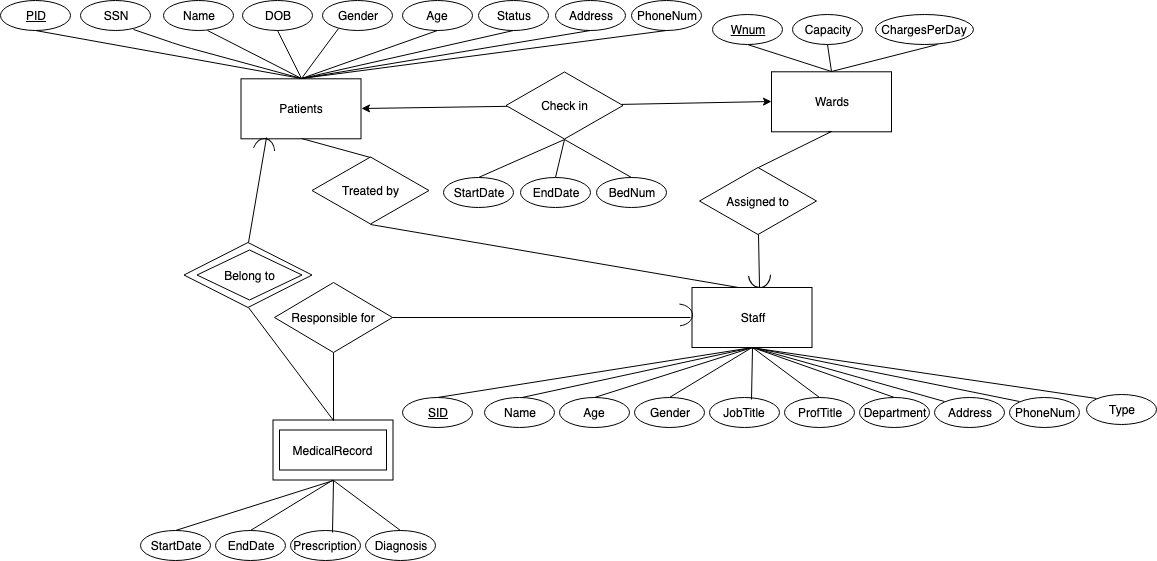 PID
SSN
Name
DOB
Gender
Age
Status
Address
PhoneNum
Wnum
Capacity
ChargesPerDay
Patients
Check in
Wards
Treated by
StartDate
EndDate
BedNum
Assigned to
Belong to
Responsible for
Staff
SID
Name
Age
Gender
JobTitle
ProfTitle
Department
Address
PhoneNum
Type
MedicalRecord
StartDate
EndDate
Prescription
Diagnosis